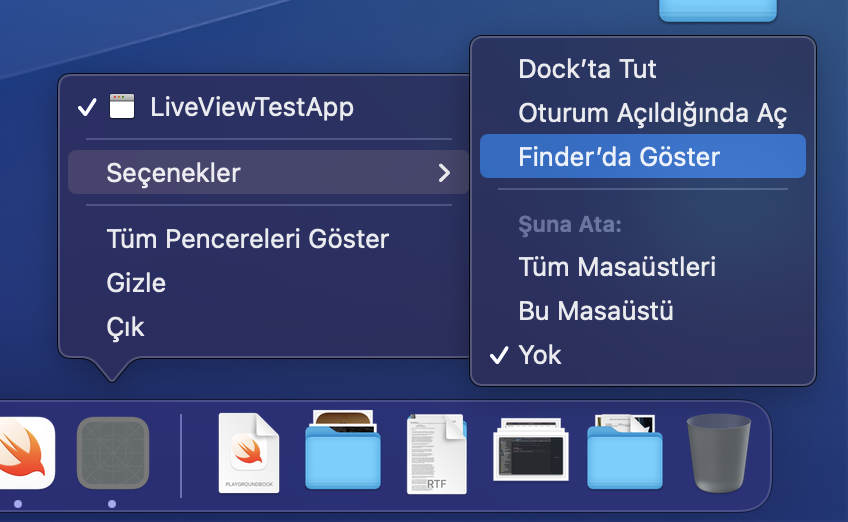 LiveViewTestApp
Seçenekler
Tüm Pencereleri Göster
Gizle
Çık
Dock’ta Tut
Oturum Açıldığında Aç
Finder’da Göster
Şuna Ata:
Tüm Masaüstleri
Bu Masaüstü
Yok
PLAYGROUNDBOOK
RTF